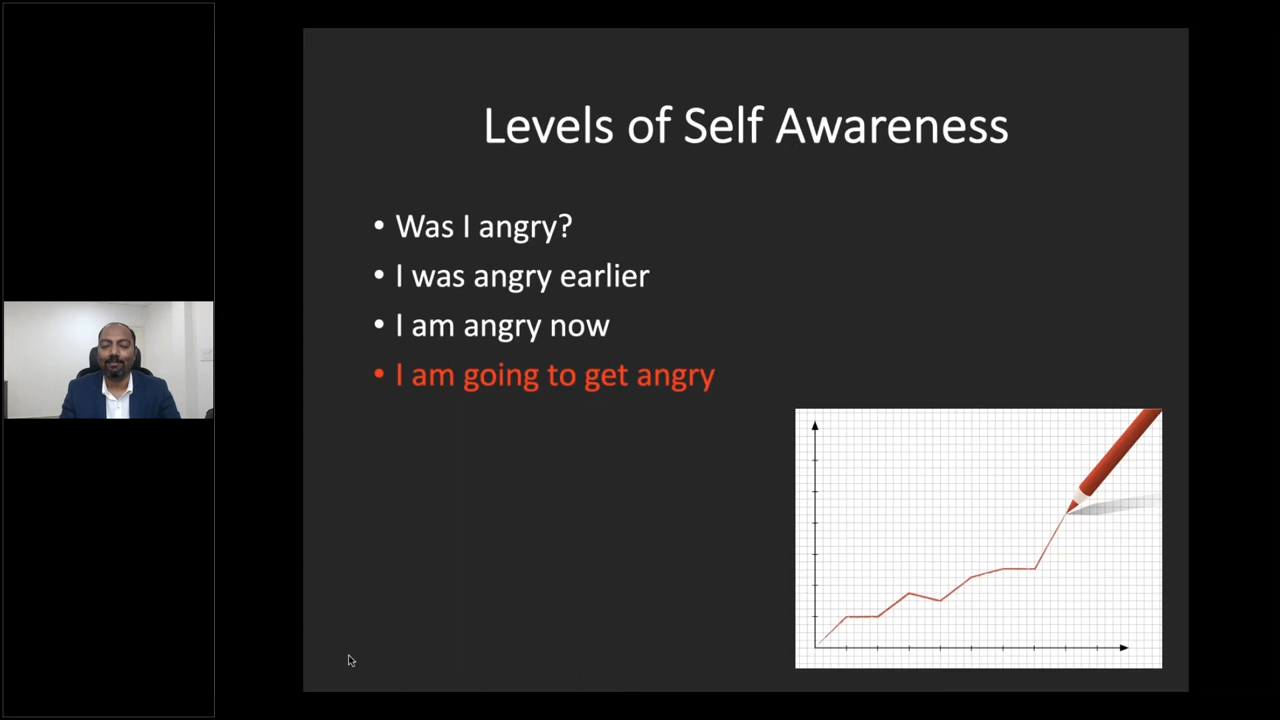 Levels of Self Awareness
• Was I angry?
• I was angry earlier
• I am angry now
• I am going to get angry